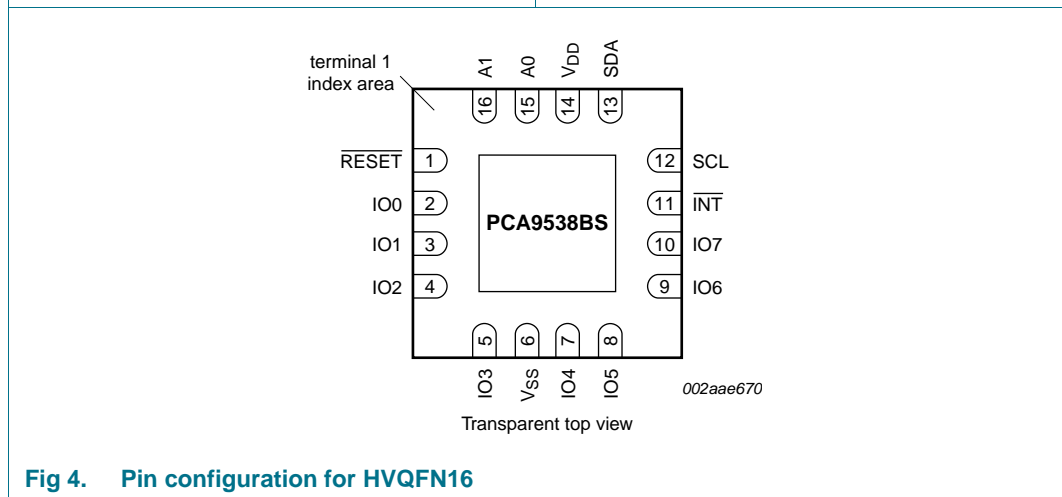 terminal 1
index area
A1
A0
VDD
SDA
16
15
14
13
RESET 1
12 SCL
IO0 2
11 INT
IO1 3
PCA9538BS
10 IO7
IO2 4
9 IO6
5
6
7
8
IO3
VSS
IO4
IO5
002aae670
Transparent top view
Fig 4. Pin configuration for HVQFN16